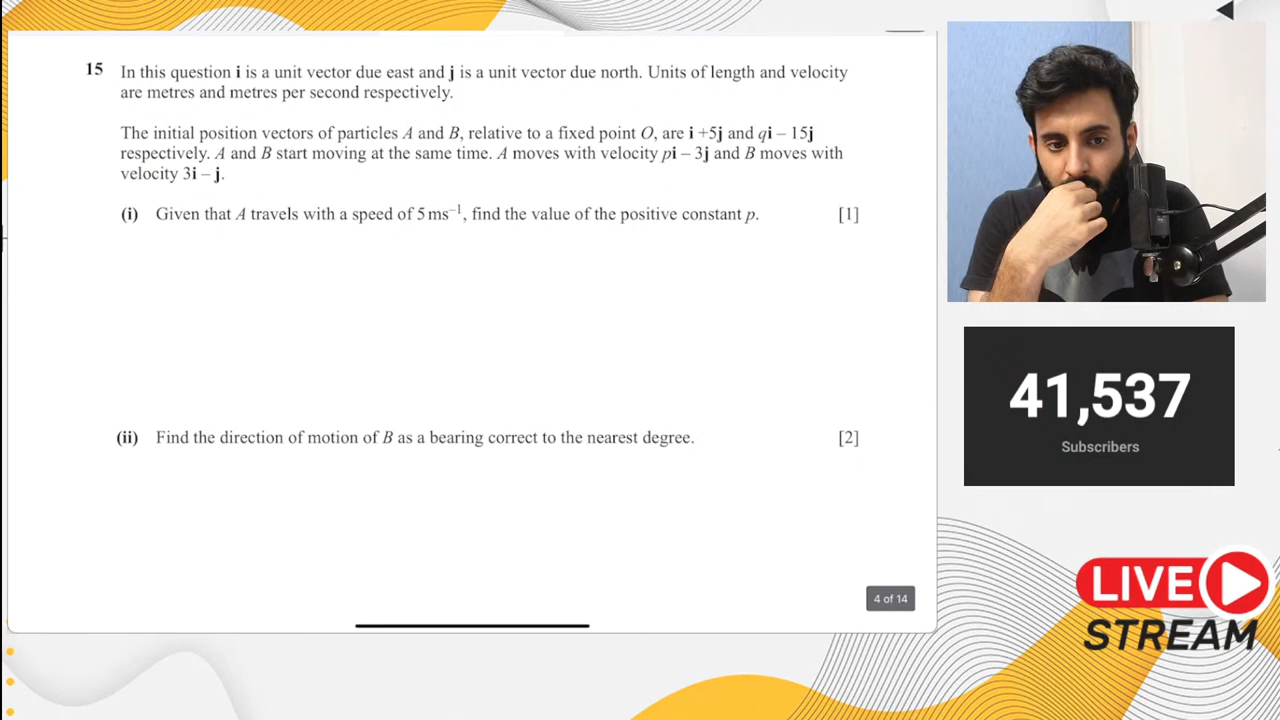 15 In this question i is a unit vector due east and j is a unit vector due north. Units of length and velocity
are metres and metres per second respectively.
The initial position vectors of particles A and B, relative to a fixed point O, are i +5j and qi – 15j
respectively. A and B start moving at the same time. A moves with velocity pi – 3j and B moves with
velocity 3i – j.
(i) Given that A travels with a speed of 5 ms⁻¹, find the value of the positive constant p. [1]
(ii) Find the direction of motion of B as a bearing correct to the nearest degree. [2]
4 of 14
41,537
Subscribers
LIVE
STREAM